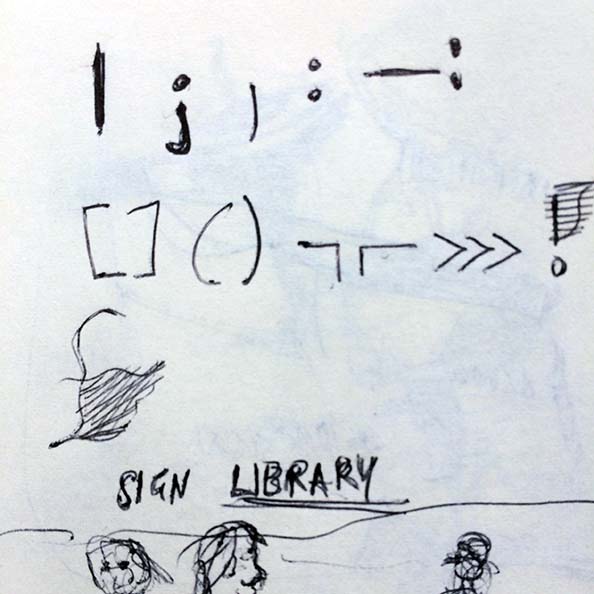 | ; ) : — :
[ ] ( ) ¬ ┌ >>> !
SIGN LIBRARY